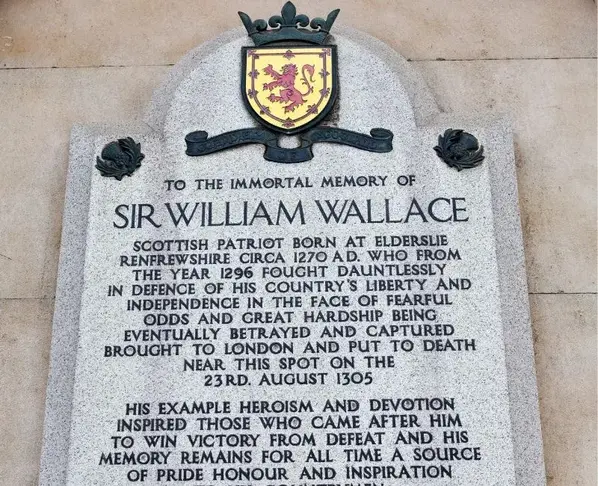 TO THE IMMORTAL MEMORY OF
SIR WILLIAM WALLACE
SCOTTISH PATRIOT BORN AT ELDERSLIE
RENFREWSHIRE CIRCA 1270 A.D. WHO FROM
THE YEAR 1296 FOUGHT DAUNTLESSLY
IN DEFENCE OF HIS COUNTRY'S LIBERTY AND
INDEPENDENCE IN THE FACE OF FEARFUL
ODDS AND GREAT HARDSHIP BEING
EVENTUALLY BETRAYED AND CAPTURED
BROUGHT TO LONDON AND PUT TO DEATH
NEAR THIS SPOT ON THE
23RD. AUGUST 1305
HIS EXAMPLE HEROISM AND DEVOTION
INSPIRED THOSE WHO CAME AFTER HIM
TO WIN VICTORY FROM DEFEAT AND HIS
MEMORY REMAINS FOR ALL TIME A SOURCE
OF PRIDE HONOUR AND INSPIRATION